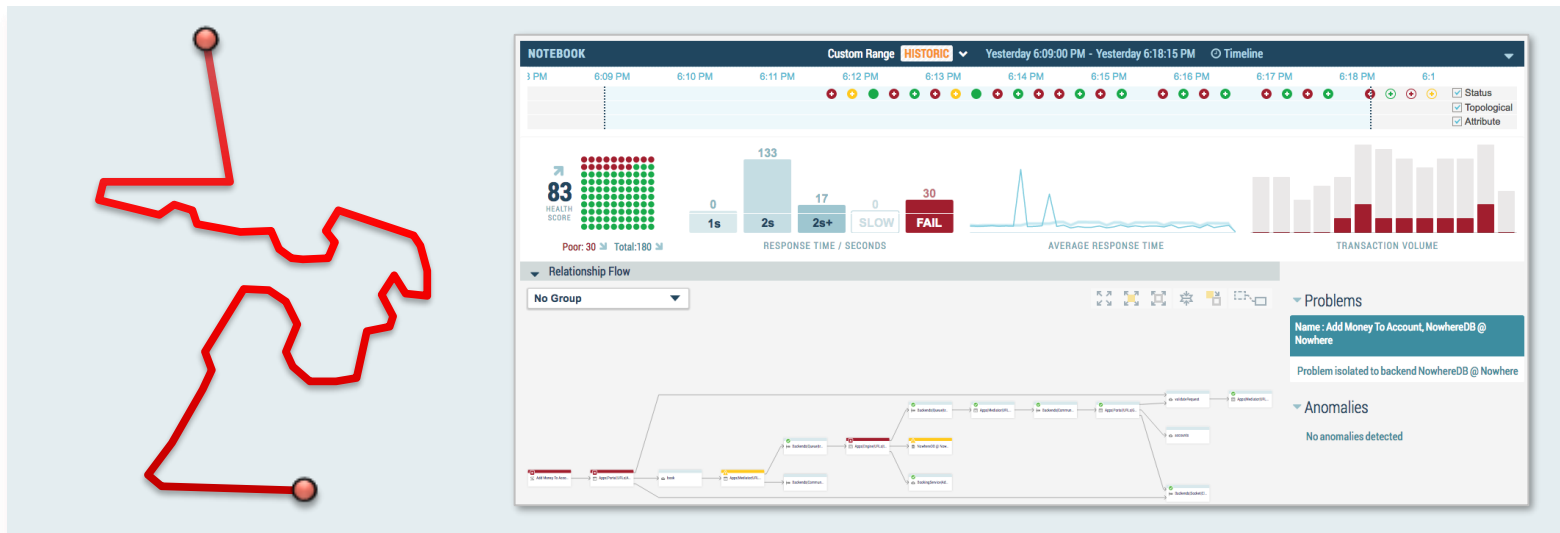 NOTEBOOK
Custom Range HISTORIC Yesterday 6:09:00 PM - Yesterday 6:18:15 PM Timeline
PM 6:09 PM 6:10 PM 6:11 PM 6:12 PM 6:13 PM 6:14 PM 6:15 PM 6:16 PM 6:17 PM 6:18 PM 6:1
Status
Topological
Attribute
83
HEALTH
SCORE
Poor: 30 Total:180
0 133 17 0 30
1s 2s 2s+ SLOW FAIL
RESPONSE TIME / SECONDS
AVERAGE RESPONSE TIME
TRANSACTION VOLUME
Relationship Flow
No Group
Problems
Name : Add Money To Account, NowhereDB @
Nowhere
Problem isolated to backend NowhereDB @ Nowhere
Anomalies
No anomalies detected